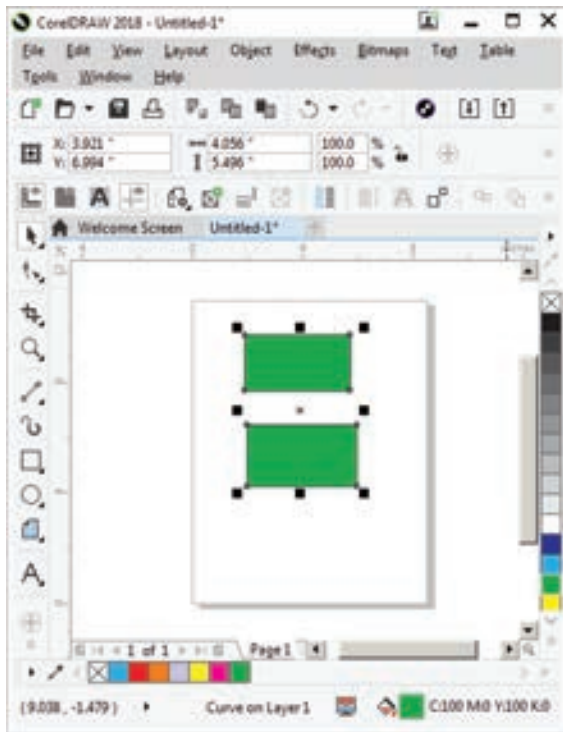 CorelDRAW 2018 - Untitled-1*
File Edit View Layout Object Effects Bitmaps Text Table
Tools Window Help
X: 3.921 " 4.056 " 100.0 %
Y: 6.994 " 5.496 " 100.0 %
Welcome Screen Untitled-1*
1 of 1 Page 1
(9.038, -1.479) Curve on Layer 1 C:100 M:0 Y:100 K:0